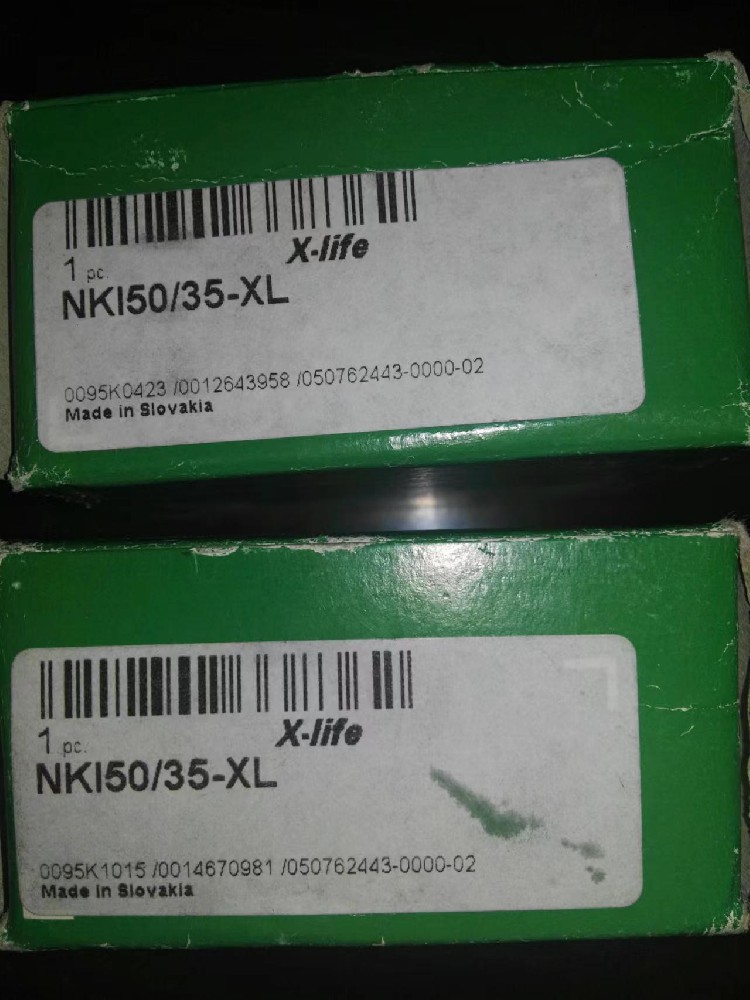 X-life
1 pc.
NKI50/35-XL
0095K0423 /0012643958 /050762443-0000-02
Made in Slovakia
X-life
1 pc.
NKI50/35-XL
0095K1015 /0014670981 /050762443-0000-02
Made in Slovakia